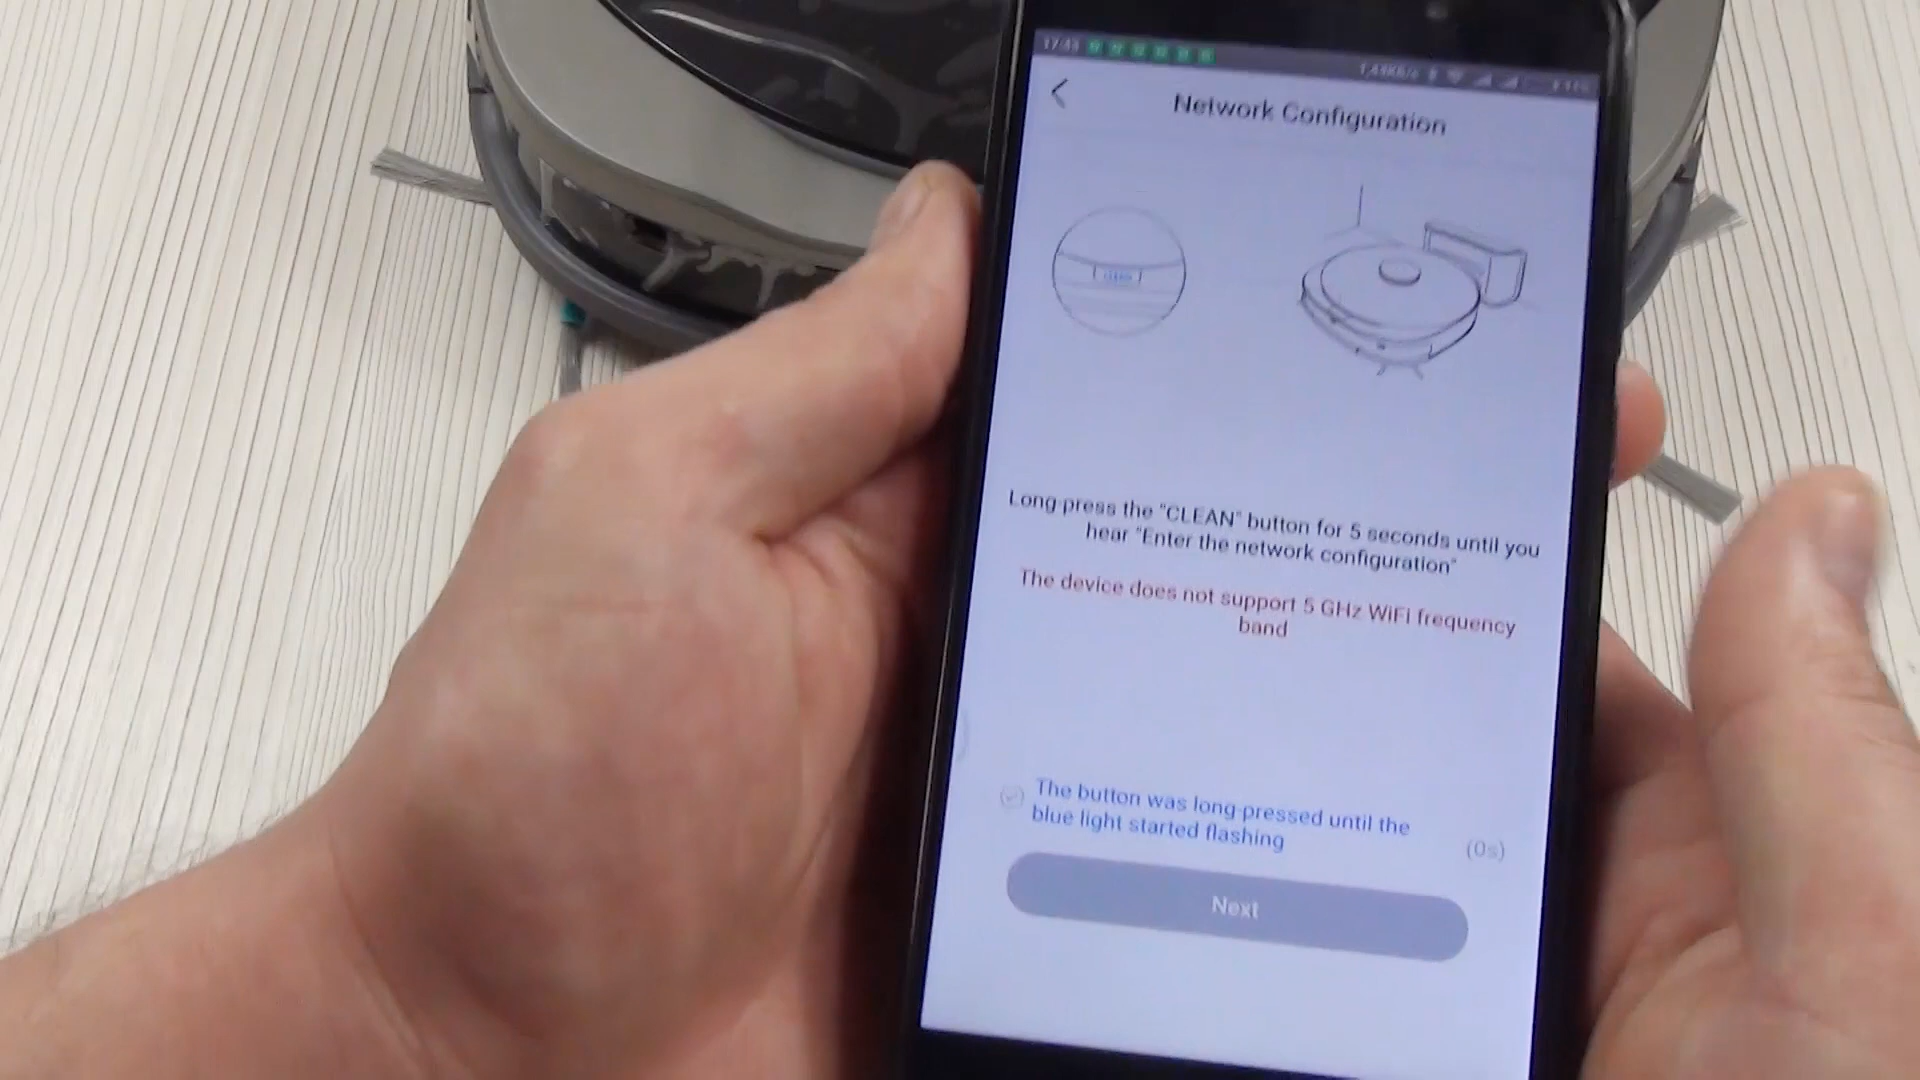 17:33
Network Configuration
Long-press the "CLEAN" button for 5 seconds until you
hear "Enter the network configuration"
The device does not support 5 GHz WiFi frequency
band
The button was long-pressed until the
blue light started flashing
(0s)
Next